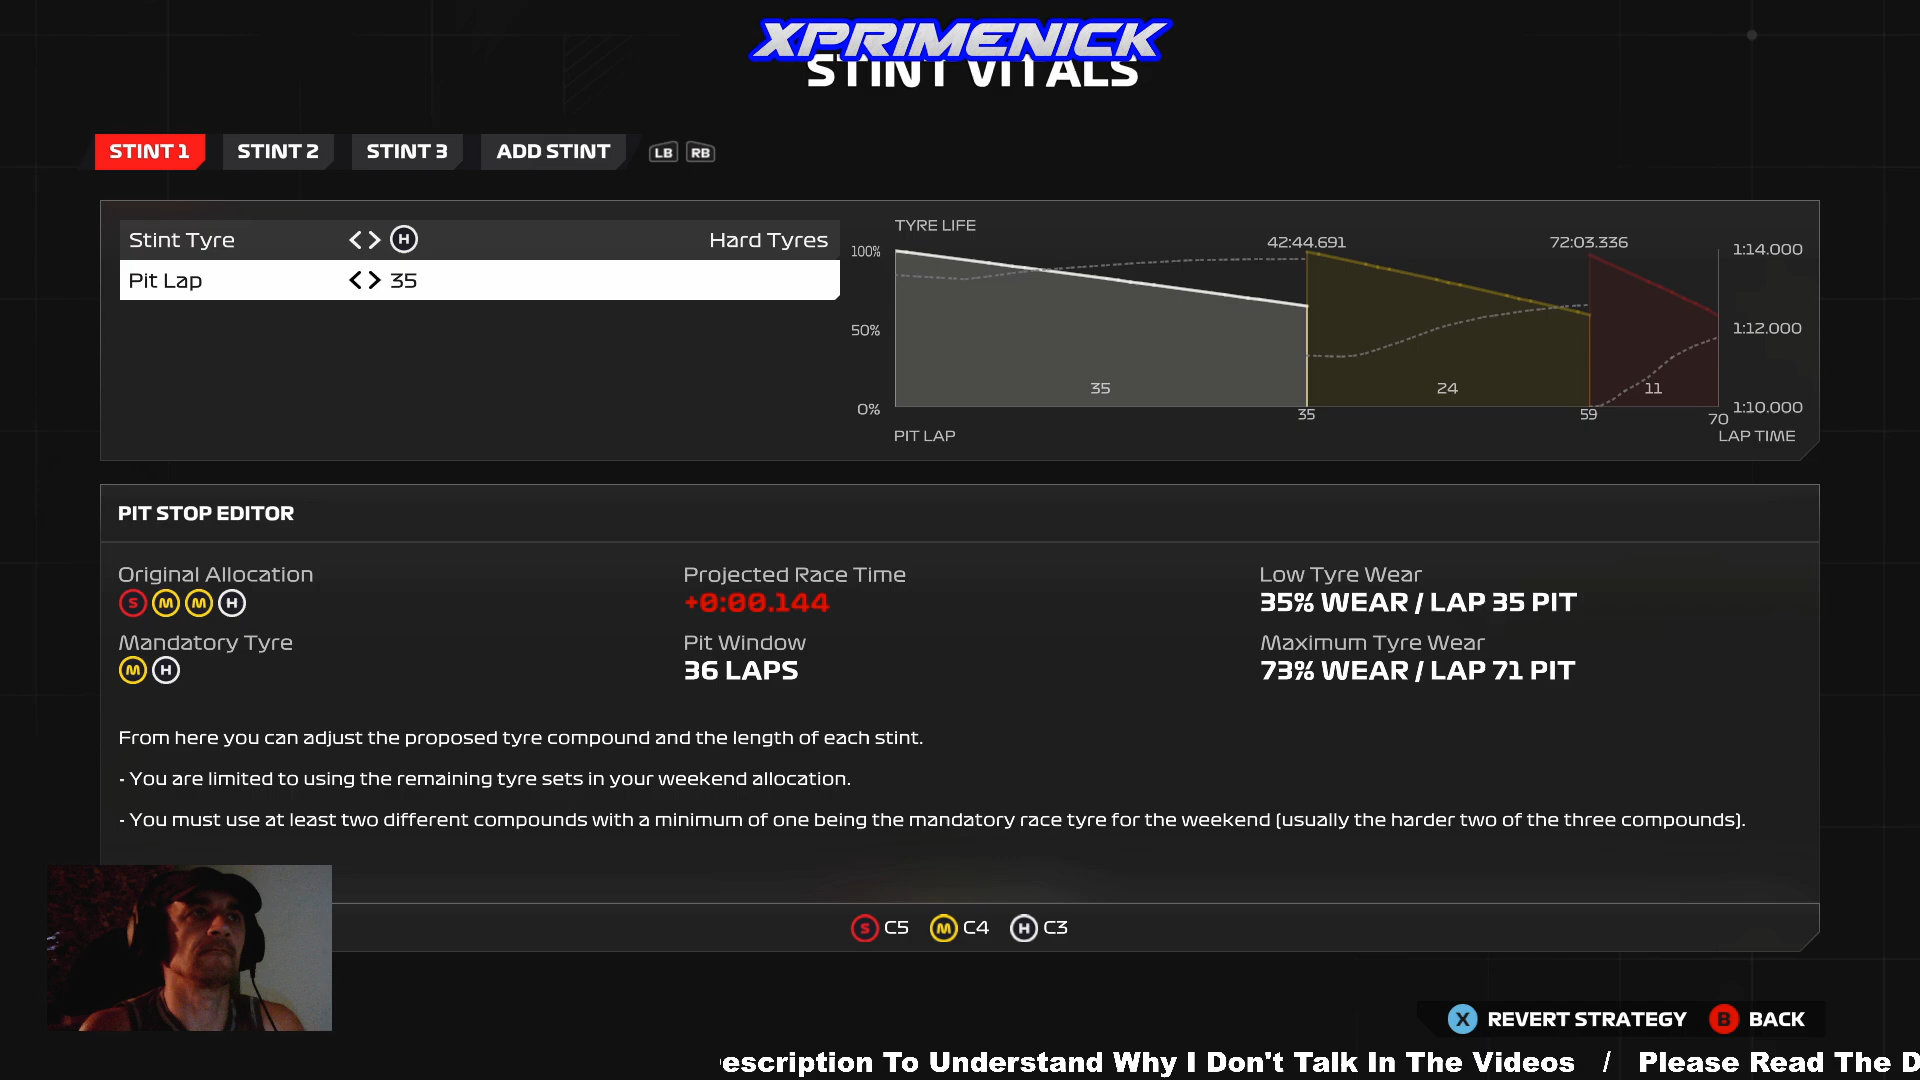 XPRIMENICK
STINT VITALS
STINT 1 STINT 2 STINT 3 ADD STINT LB RB
Stint Tyre H Hard Tyres
Pit Lap 35
TYRE LIFE
100%
50%
0%
42:44.691 72:03.336
1:14.000
1:12.000
1:10.000
35 24 11
35 59 70
PIT LAP LAP TIME
PIT STOP EDITOR
Original Allocation
S M M H
Mandatory Tyre
M H
Projected Race Time
+0:00.144
Pit Window
36 LAPS
Low Tyre Wear
35% WEAR / LAP 35 PIT
Maximum Tyre Wear
73% WEAR / LAP 71 PIT
From here you can adjust the proposed tyre compound and the length of each stint.
- You are limited to using the remaining tyre sets in your weekend allocation.
- You must use at least two different compounds with a minimum of one being the mandatory race tyre for the weekend (usually the harder two of the three compounds).
S C5 M C4 H C3
X REVERT STRATEGY B BACK
escription To Understand Why I Don't Talk In The Videos / Please Read The D